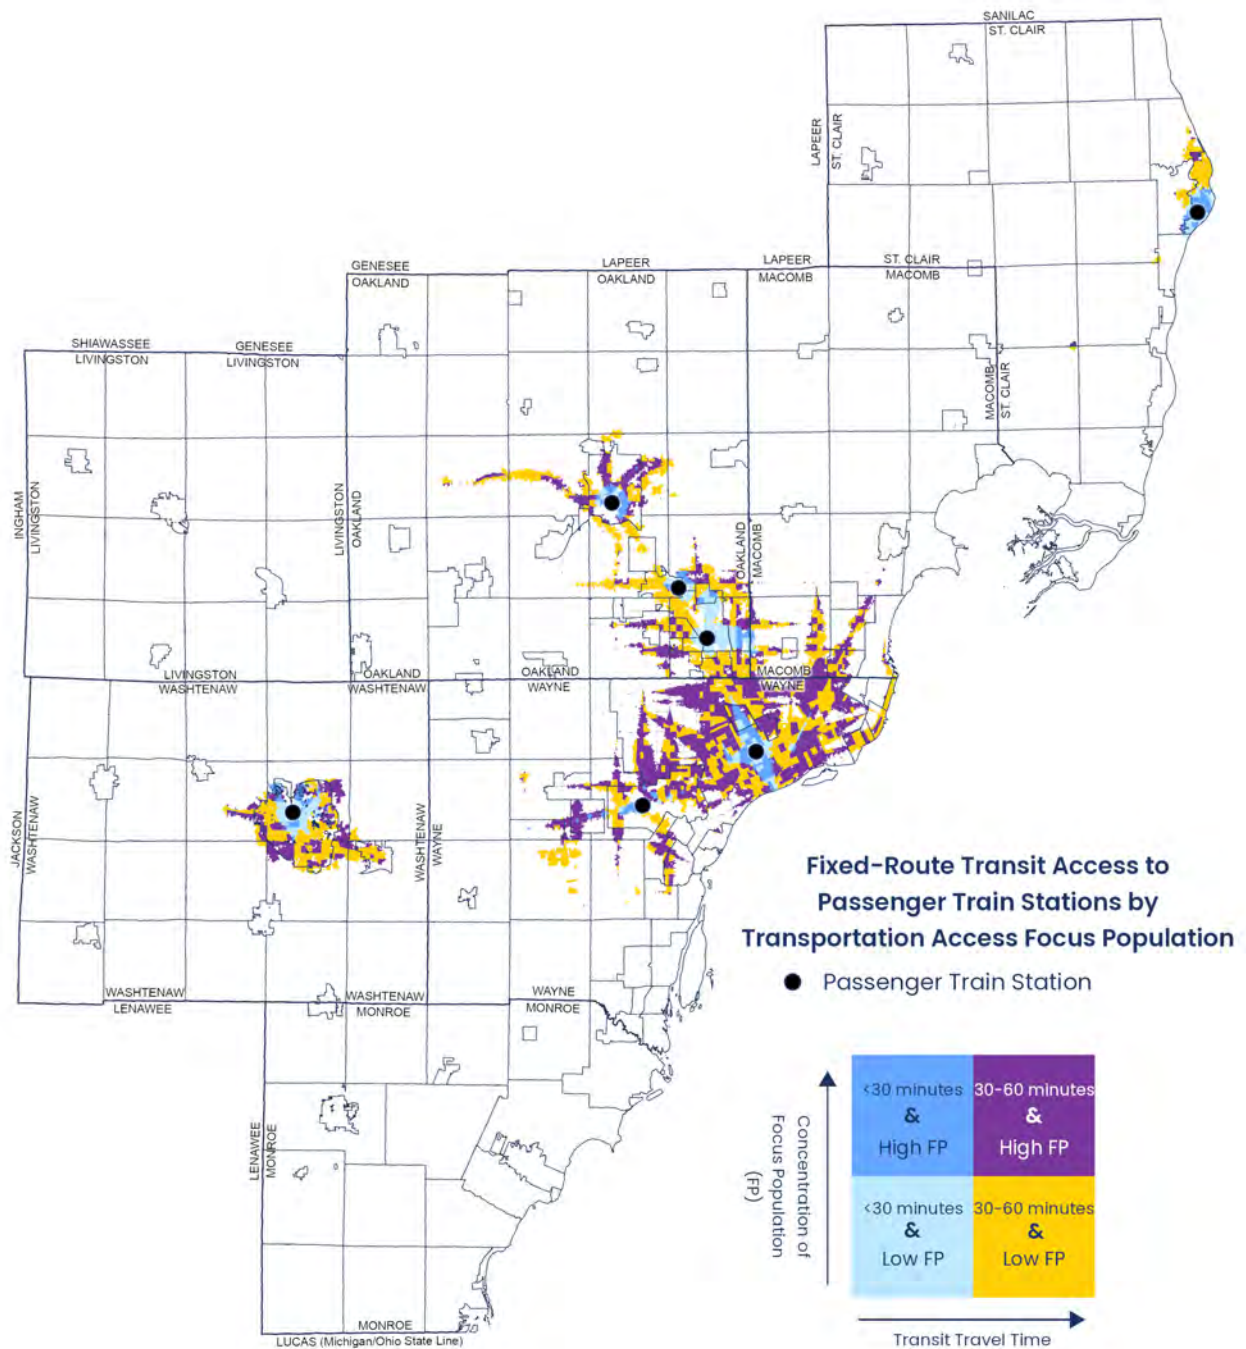 SANILAC
ST. CLAIR
LAPEER
ST. CLAIR
GENESEE
OAKLAND
LAPEER
OAKLAND
LAPEER
MACOMB
ST. CLAIR
MACOMB
SHIAWASSEE
LIVINGSTON
GENESEE
LIVINGSTON
MACOMB
ST. CLAIR
INGHAM
LIVINGSTON
LIVINGSTON
OAKLAND
OAKLAND
MACOMB
LIVINGSTON
WASHTENAW
OAKLAND
WASHTENAW
OAKLAND
WAYNE
MACOMB
WAYNE
JACKSON
WASHTENAW
WASHTENAW
WAYNE
Fixed-Route Transit Access to
Passenger Train Stations by
Transportation Access Focus Population
Passenger Train Station
WASHTENAW
LENAWEE
WASHTENAW
MONROE
WAYNE
MONROE
LENAWEE
MONROE
Concentration of
Focus Population
(FP)
<30 minutes
&
High FP
30-60 minutes
&
High FP
<30 minutes
&
Low FP
30-60 minutes
&
Low FP
Transit Travel Time
MONROE
LUCAS (Michigan/Ohio State Line)